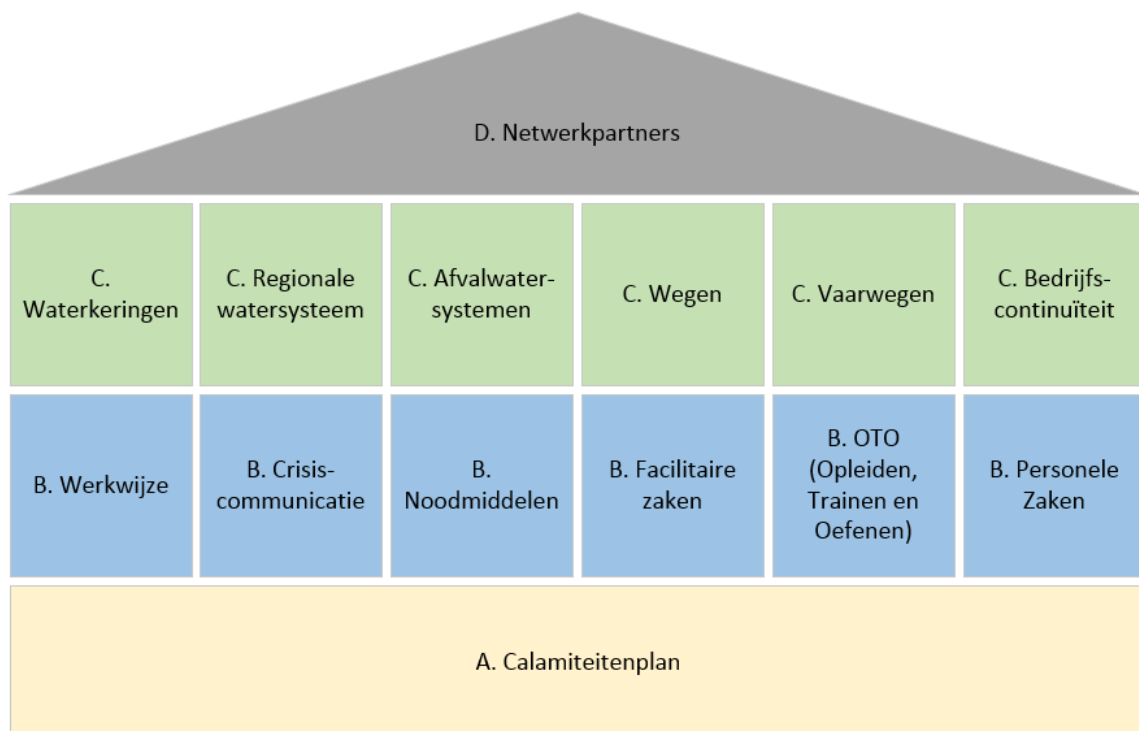 D. Netwerkpartners
C.
Waterkeringen
C. Regionale
watersysteem
C. Afvalwater-
systemen
C. Wegen
C. Vaarwegen
C. Bedrijfs-
continuïteit
B. Werkwijze
B. Crisis-
communicatie
B.
Noodmiddelen
B. Facilitaire
zaken
B. OTO
(Opleiden,
Trainen en
Oefenen)
B. Personele
Zaken
A. Calamiteitenplan